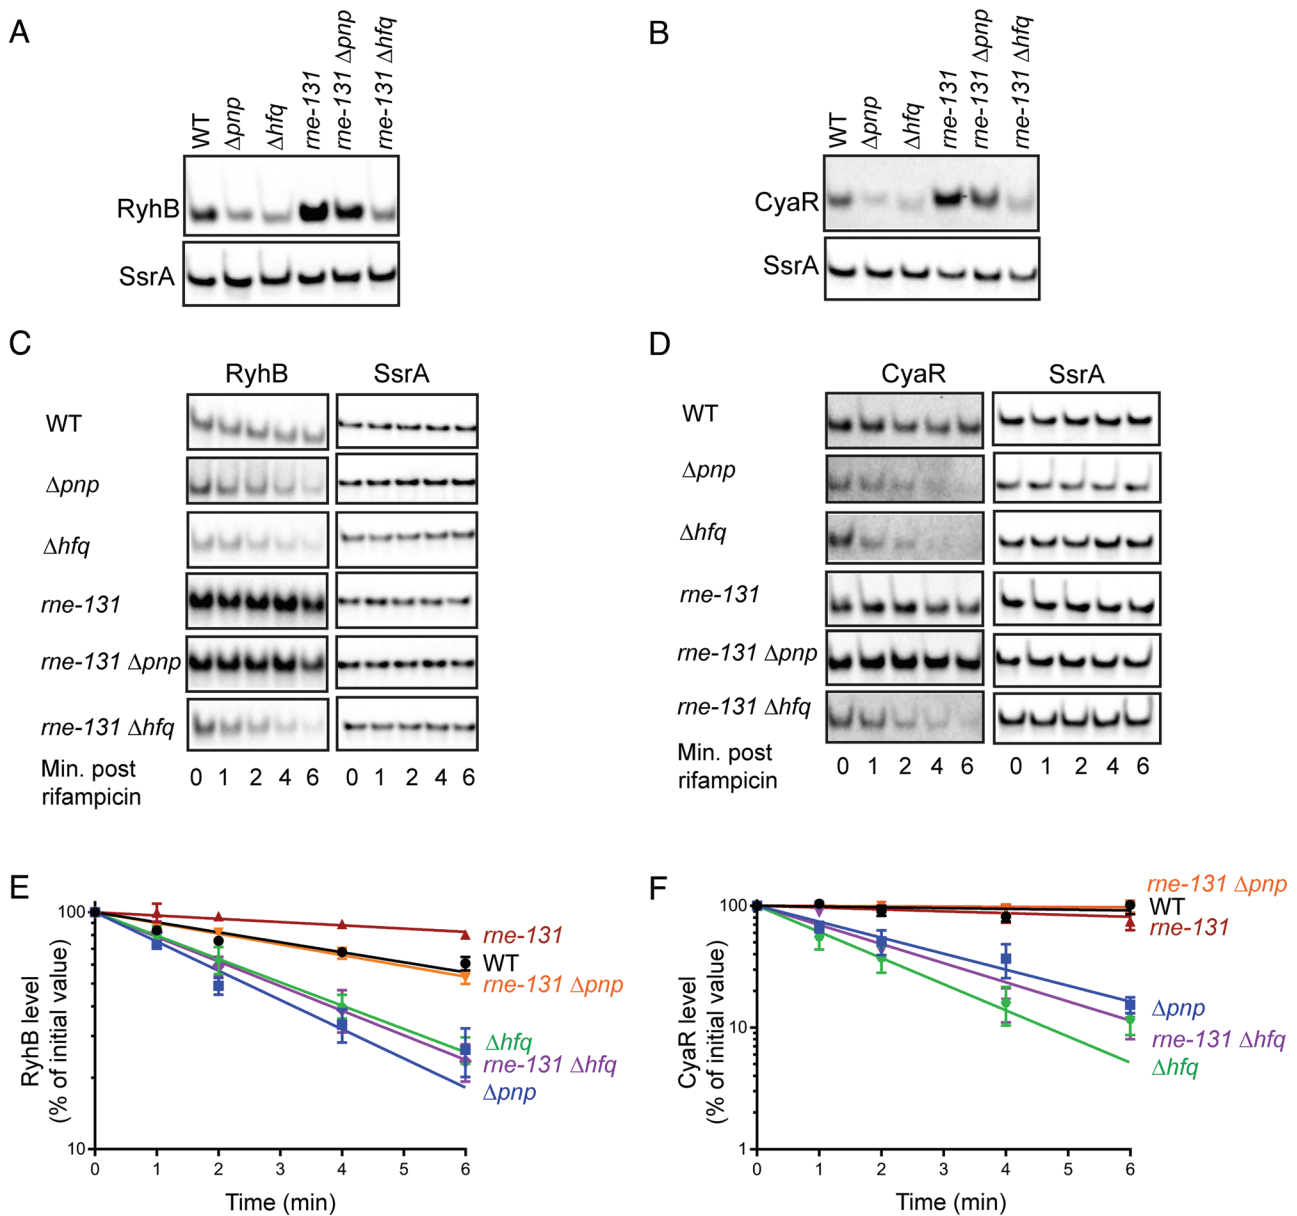 A
WT
Δpnp
Δhfq
rne-131
rne-131 Δpnp
rne-131 Δhfq
RyhB
SsrA
B
WT
Δpnp
Δhfq
rne-131
rne-131 Δpnp
rne-131 Δhfq
CyaR
SsrA
C
RyhB SsrA
WT
Δpnp
Δhfq
rne-131
rne-131 Δpnp
rne-131 Δhfq
Min. post
rifampicin
0 1 2 4 6 0 1 2 4 6
D
CyaR SsrA
WT
Δpnp
Δhfq
rne-131
rne-131 Δpnp
rne-131 Δhfq
Min. post
rifampicin
0 1 2 4 6 0 1 2 4 6
E
RyhB level
(% of initial value)
100
10
0 1 2 3 4 5 6
Time (min)
rne-131
WT
rne-131 Δpnp
Δhfq
rne-131 Δhfq
Δpnp
F
CyaR level
(% of initial value)
100
10
1
0 1 2 3 4 5 6
Time (min)
rne-131 Δpnp
WT
rne-131
Δpnp
rne-131 Δhfq
Δhfq